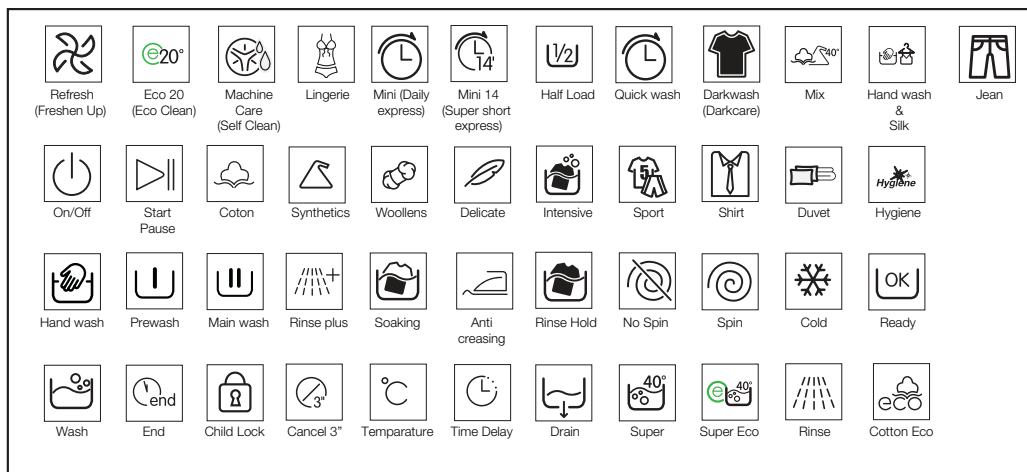 e20°
14'
1/2
40°
Refresh
(Freshen Up)
Eco 20
(Eco Clean)
Machine
Care
(Self Clean)
Lingerie
Mini (Daily
express)
Mini 14
(Super short
express)
Half Load
Quick wash
Darkwash
(Darkcare)
Mix
Hand wash
&
Silk
Jean
5
Hygiene
On/Off
Start
Pause
Coton
Synthetics
Woollens
Delicate
Intensive
Sport
Shirt
Duvet
Hygiene
OK
Hand wash
Prewash
Main wash
Rinse plus
Soaking
Anti
creasing
Rinse Hold
No Spin
Spin
Cold
Ready
end
3"
°C
40°
e 40°
eco
Wash
End
Child Lock
Cancel 3”
Temparature
Time Delay
Drain
Super
Super Eco
Rinse
Cotton Eco